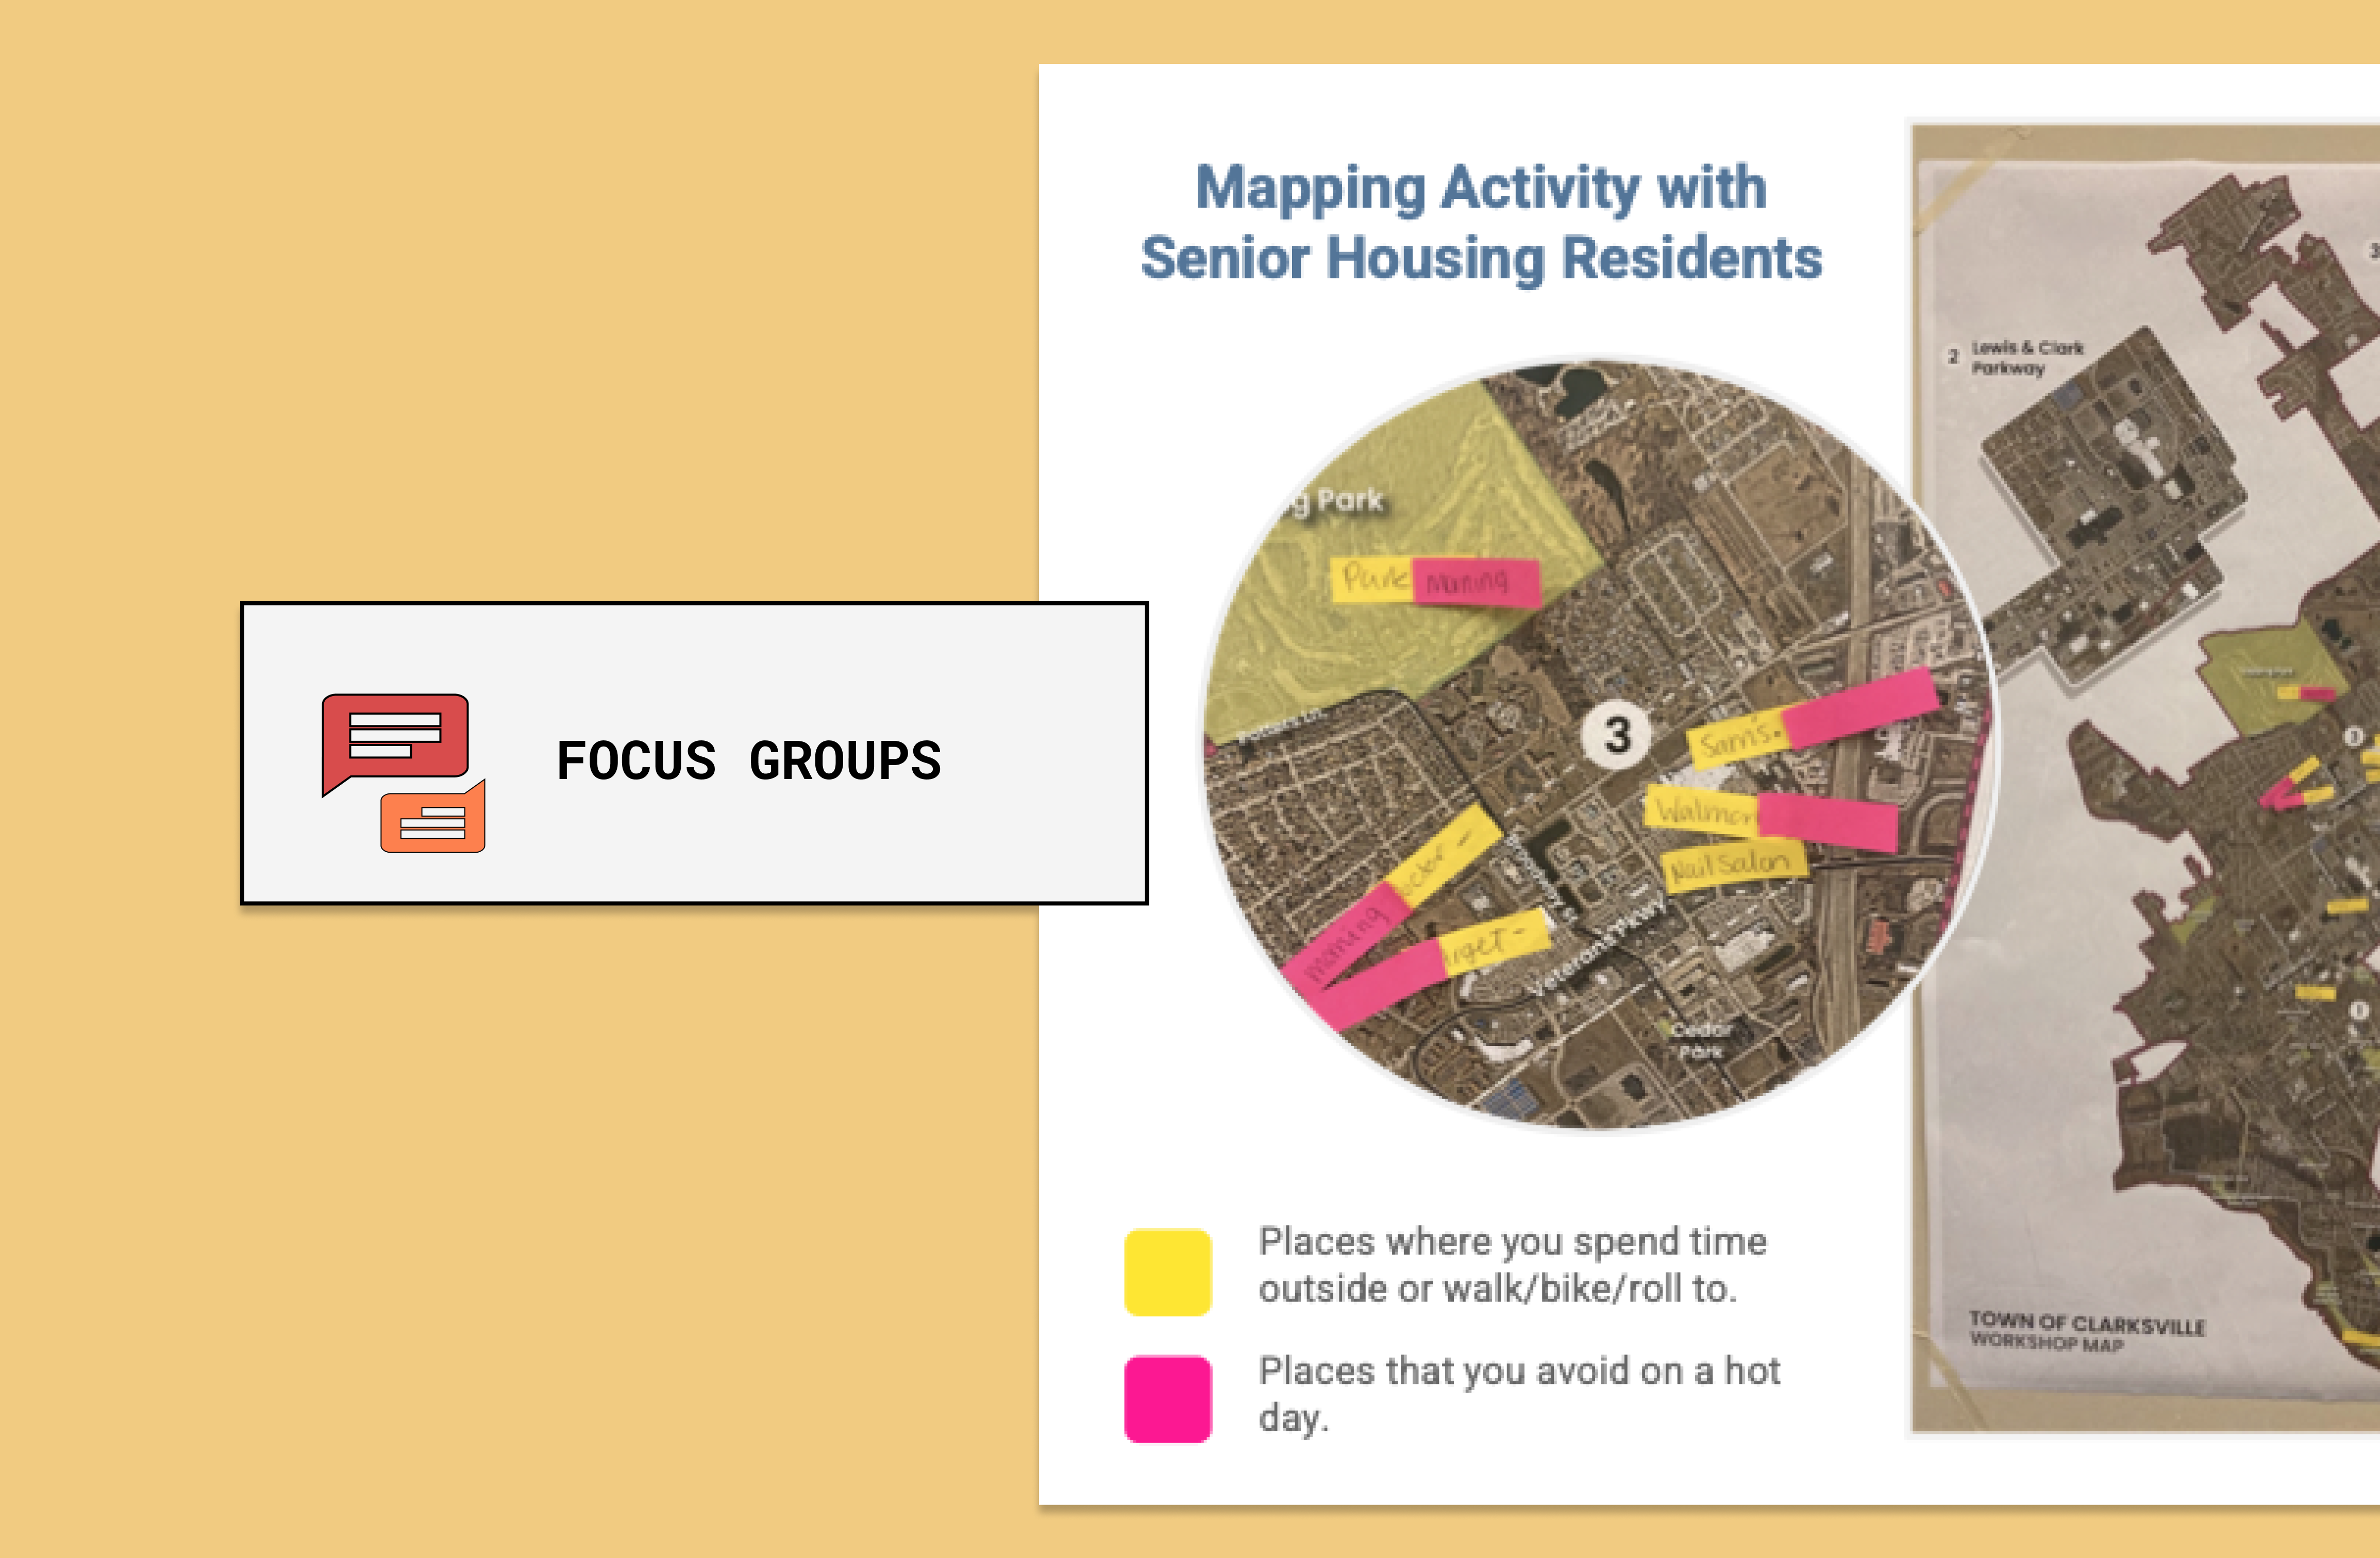 FOCUS GROUPS
Mapping Activity with
Senior Housing Residents
g Park
Park
Morning
3
Sam's.
Walmar
Nail Salon
morning
Veterans Pkwy
Cedar
Park
Places where you spend time
outside or walk/bike/roll to.
Places that you avoid on a hot
day.
3
2 Lewis & Clark
Parkway
TOWN OF CLARKSVILLE
WORKSHOP MAP